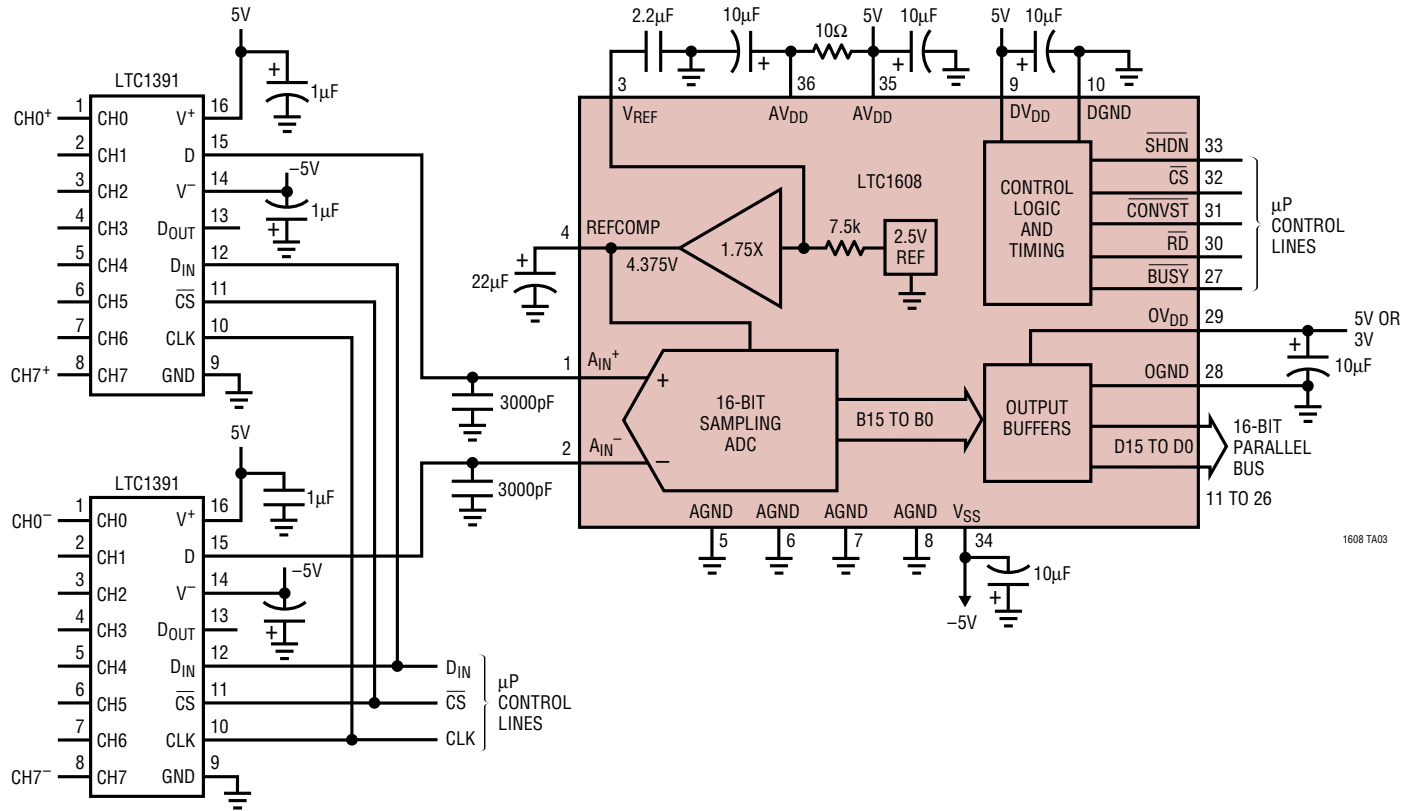 5V
LTC1391
+
1µF
CH0+
1
CH0
V+
16
2
CH1
D
15
3
CH2
V−
14
−5V
1µF
+
4
CH3
DOUT
13
5
CH4
DIN
12
6
CH5
CS
11
7
CH6
CLK
10
CH7+
8
CH7
GND
9
5V
LTC1391
1µF
CH0−
1
CH0
V+
16
2
CH1
D
15
3
CH2
V−
14
−5V
+
4
CH3
DOUT
13
5
CH4
DIN
12
6
CH5
CS
11
7
CH6
CLK
10
CH7−
8
CH7
GND
9
DIN
CS
CLK
µP
CONTROL
LINES
3000pF
3000pF
2.2µF
10µF
+
10Ω
5V
10µF
+
5V
10µF
+
3
36
35
9
10
VREF
AVDD
AVDD
DVDD
DGND
LTC1608
4
REFCOMP
4.375V
1.75X
7.5k
2.5V
REF
+
22µF
CONTROL
LOGIC
AND
TIMING
SHDN
33
CS
32
CONVST
31
RD
30
BUSY
27
µP
CONTROL
LINES
OVDD
29
5V OR
3V
+
10µF
OGND
28
1
AIN+
+
16-BIT
SAMPLING
ADC
2
AIN−
−
B15 TO B0
OUTPUT
BUFFERS
D15 TO D0
16-BIT
PARALLEL
BUS
11 TO 26
AGND
AGND
AGND
AGND
VSS
5
6
7
8
34
10µF
+
−5V
1608 TA03